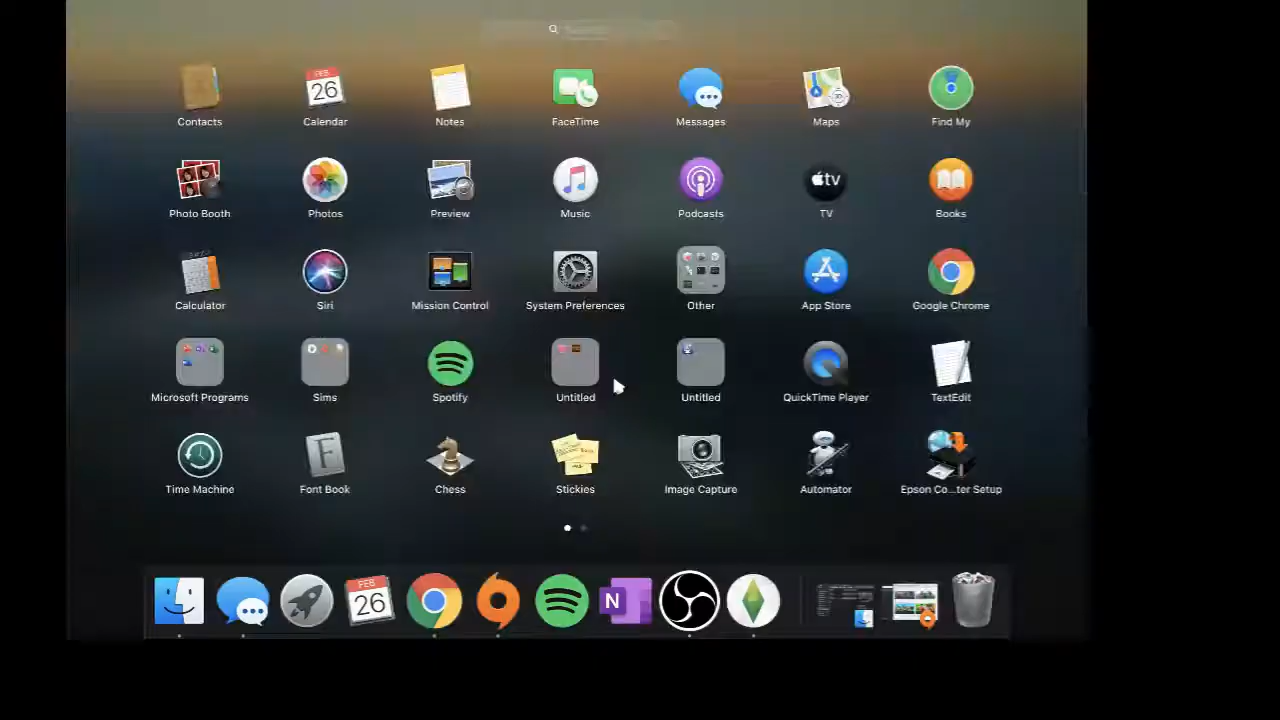 Contacts Calendar Notes FaceTime Messages Maps Find My
Photo Booth Photos Preview Music Podcasts TV Books
Calculator Siri Mission Control System Preferences Other App Store Google Chrome
Microsoft Programs Sims Spotify Untitled Untitled QuickTime Player TextEdit
Time Machine Font Book Chess Stickies Image Capture Automator Epson Co...ter Setup
FEB
26
tv
F
FEB
26
N